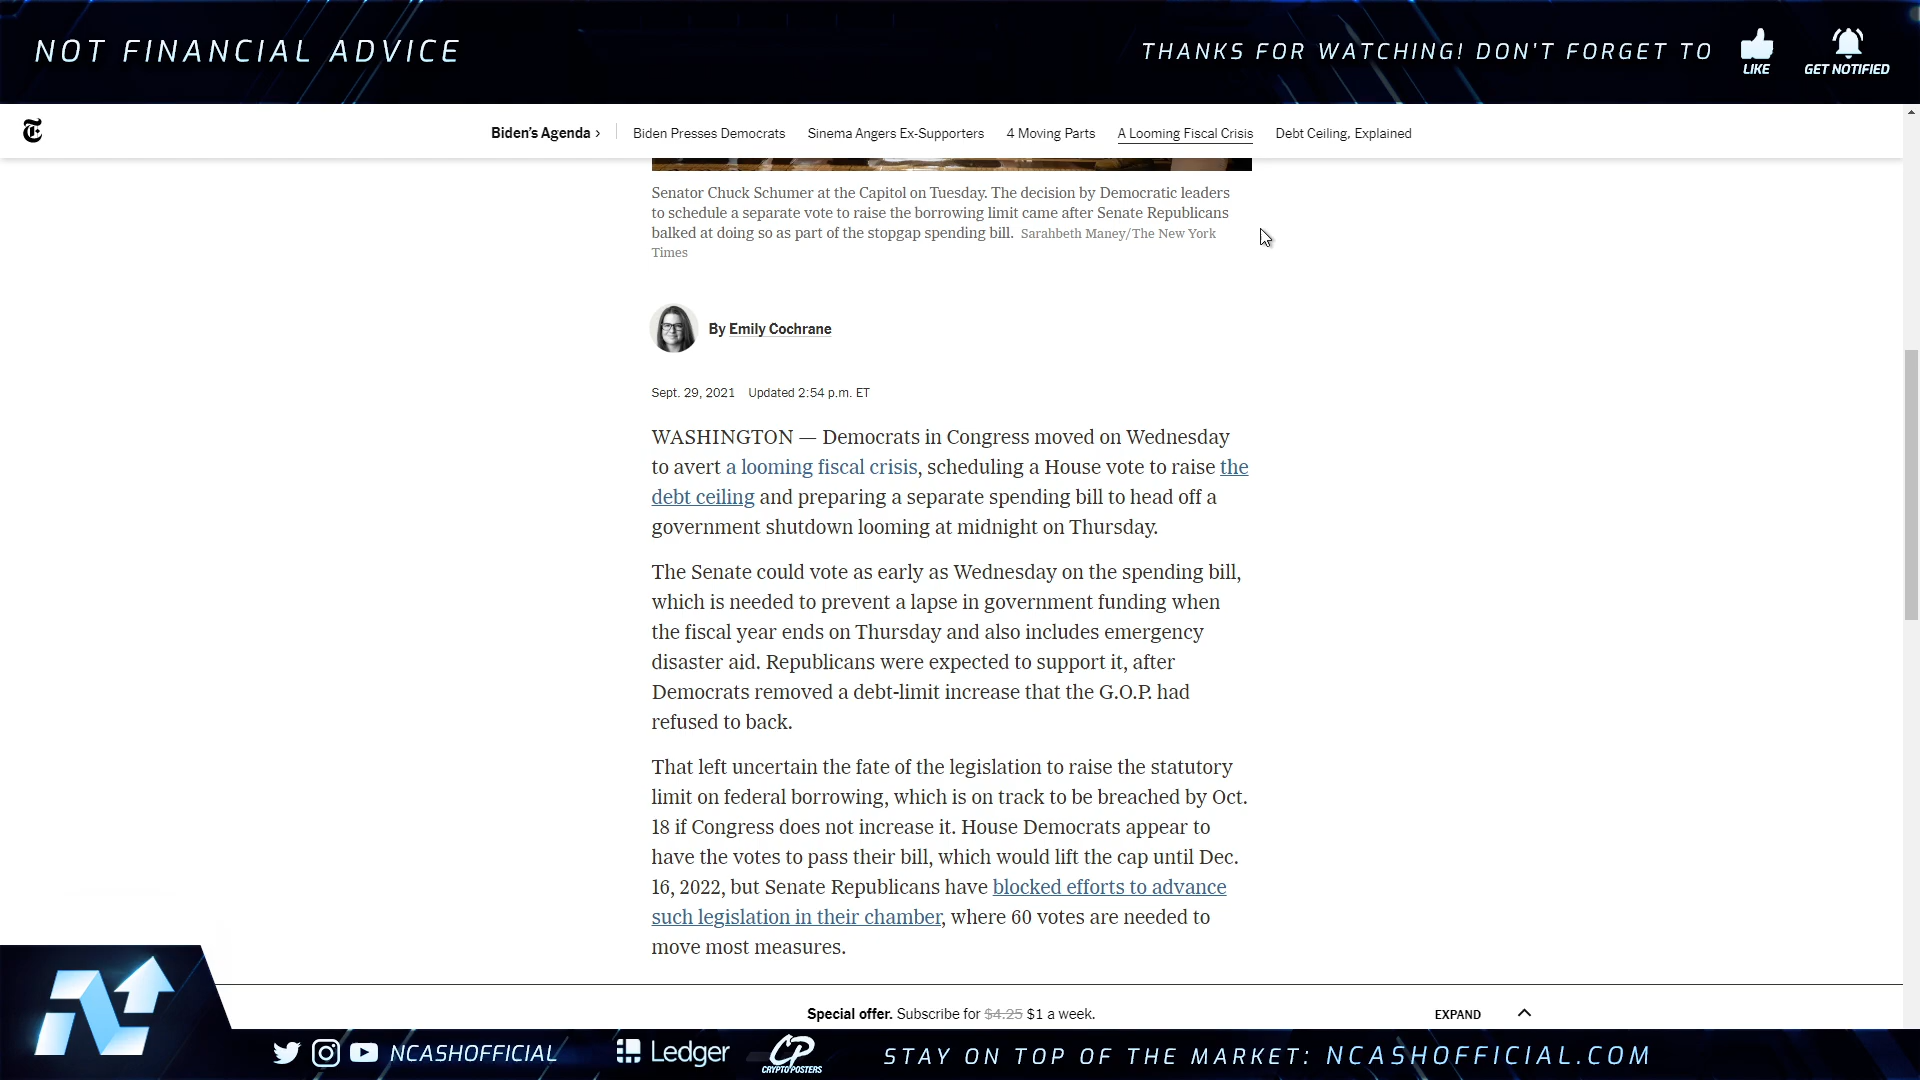 NOT FINANCIAL ADVICE
THANKS FOR WATCHING! DON'T FORGET TO
LIKE
GET NOTIFIED
Biden's Agenda ›
Biden Presses Democrats
Sinema Angers Ex-Supporters
4 Moving Parts
A Looming Fiscal Crisis
Debt Ceiling, Explained
Senator Chuck Schumer at the Capitol on Tuesday. The decision by Democratic leaders
to schedule a separate vote to raise the borrowing limit came after Senate Republicans
balked at doing so as part of the stopgap spending bill. Sarahbeth Maney/The New York
Times
By Emily Cochrane
Sept. 29, 2021 Updated 2:54 p.m. ET
WASHINGTON — Democrats in Congress moved on Wednesday
to avert a looming fiscal crisis, scheduling a House vote to raise the
debt ceiling and preparing a separate spending bill to head off a
government shutdown looming at midnight on Thursday.
The Senate could vote as early as Wednesday on the spending bill,
which is needed to prevent a lapse in government funding when
the fiscal year ends on Thursday and also includes emergency
disaster aid. Republicans were expected to support it, after
Democrats removed a debt-limit increase that the G.O.P. had
refused to back.
That left uncertain the fate of the legislation to raise the statutory
limit on federal borrowing, which is on track to be breached by Oct.
18 if Congress does not increase it. House Democrats appear to
have the votes to pass their bill, which would lift the cap until Dec.
16, 2022, but Senate Republicans have blocked efforts to advance
such legislation in their chamber, where 60 votes are needed to
move most measures.
Special offer. Subscribe for $4.25 $1 a week.
EXPAND
NCASHOFFICIAL
Ledger
CP
CRYPTOPOSTERS
STAY ON TOP OF THE MARKET: NCASHOFFICIAL.COM